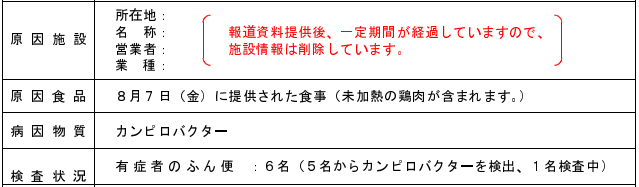 原因施設
所在地：
名　称：
営業者：
業　種：
報道資料提供後、一定期間が経過していますので、
施設情報は削除しています。
原因食品　８月７日（金）に提供された食事（未加熱の鶏肉が含まれます。）
病因物質　カンピロバクター
検査状況　有症者のふん便　：６名（５名からカンピロバクターを検出、１名検査中）